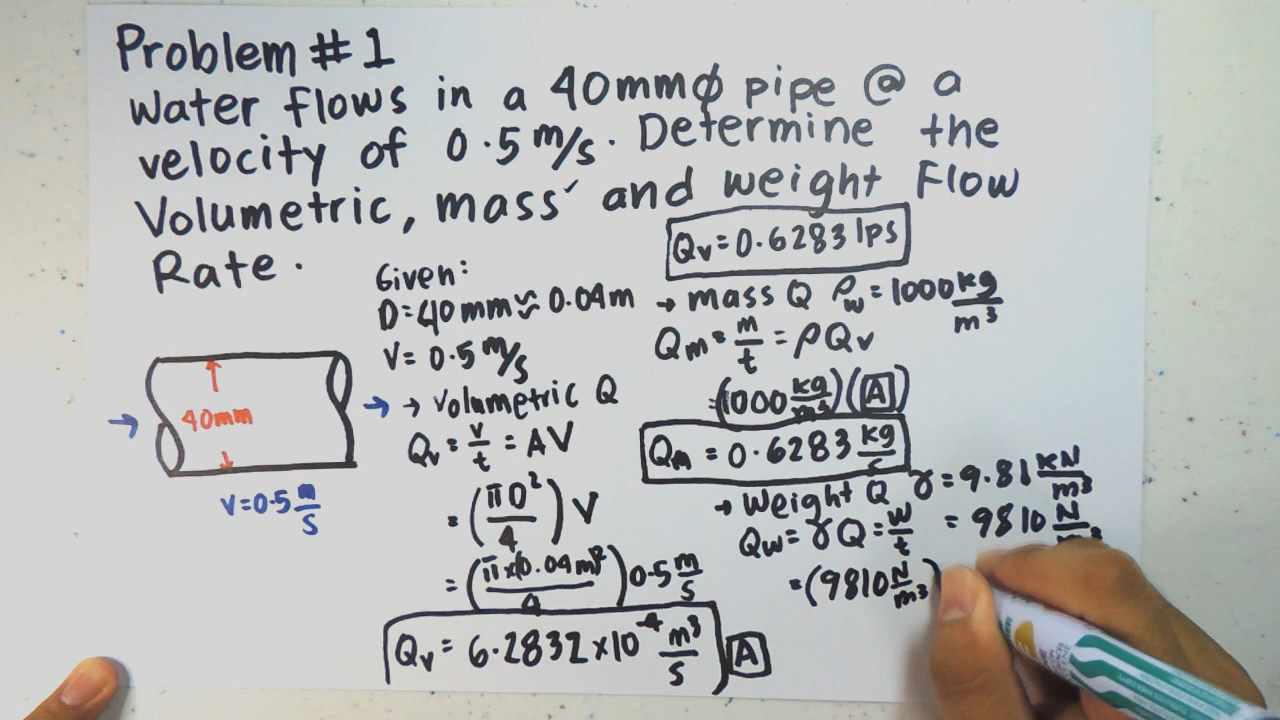 Problem # 1
Water flows in a 40mmϕ pipe @ a
velocity of 0.5 m/s. Determine the
Volumetric, mass and weight Flow
Rate.
40mm
V=0.5 m/s
Given:
D=40mm ≈ 0.04m
V= 0.5 m/s
→ volumetric Q
Qv = v/t = AV
= (πD²/4) V
= (π×(0.04m)²/4) 0.5 m/s
Qv = 6.2832×10⁻⁴ m³/s A
Qv=0.6283 lps
→ mass Q ρw=1000 kg/m³
Qm = m/t = ρQv
=(1000 kg/m³)(A)
Qm = 0.6283 kg/s
→ Weight Q γ=9.81 kN/m³
Qw= γQ = w/t = 9810 N/m³
=(9810 N/m³)